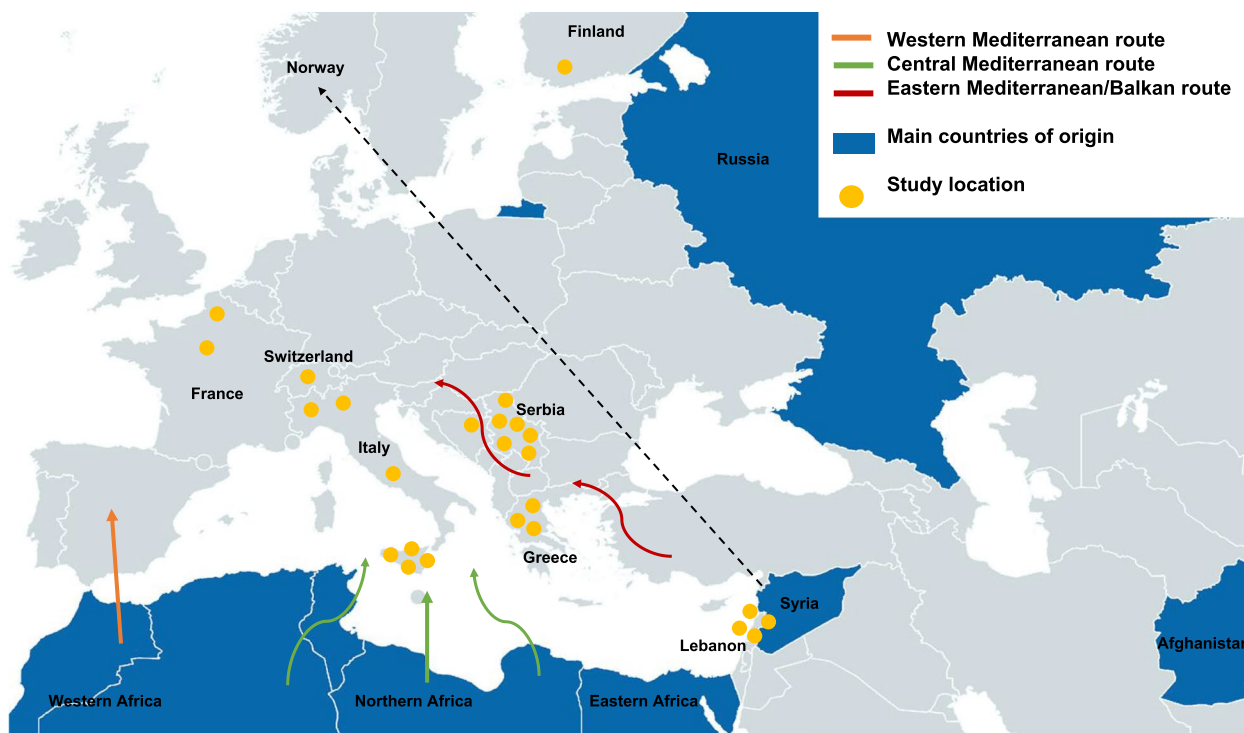 Finland
Norway
Western Mediterranean route
Central Mediterranean route
Eastern Mediterranean/Balkan route
Main countries of origin
Study location
Russia
Switzerland
France
Serbia
Italy
Greece
Syria
Lebanon
Afghanistan
Western Africa
Northern Africa
Eastern Africa